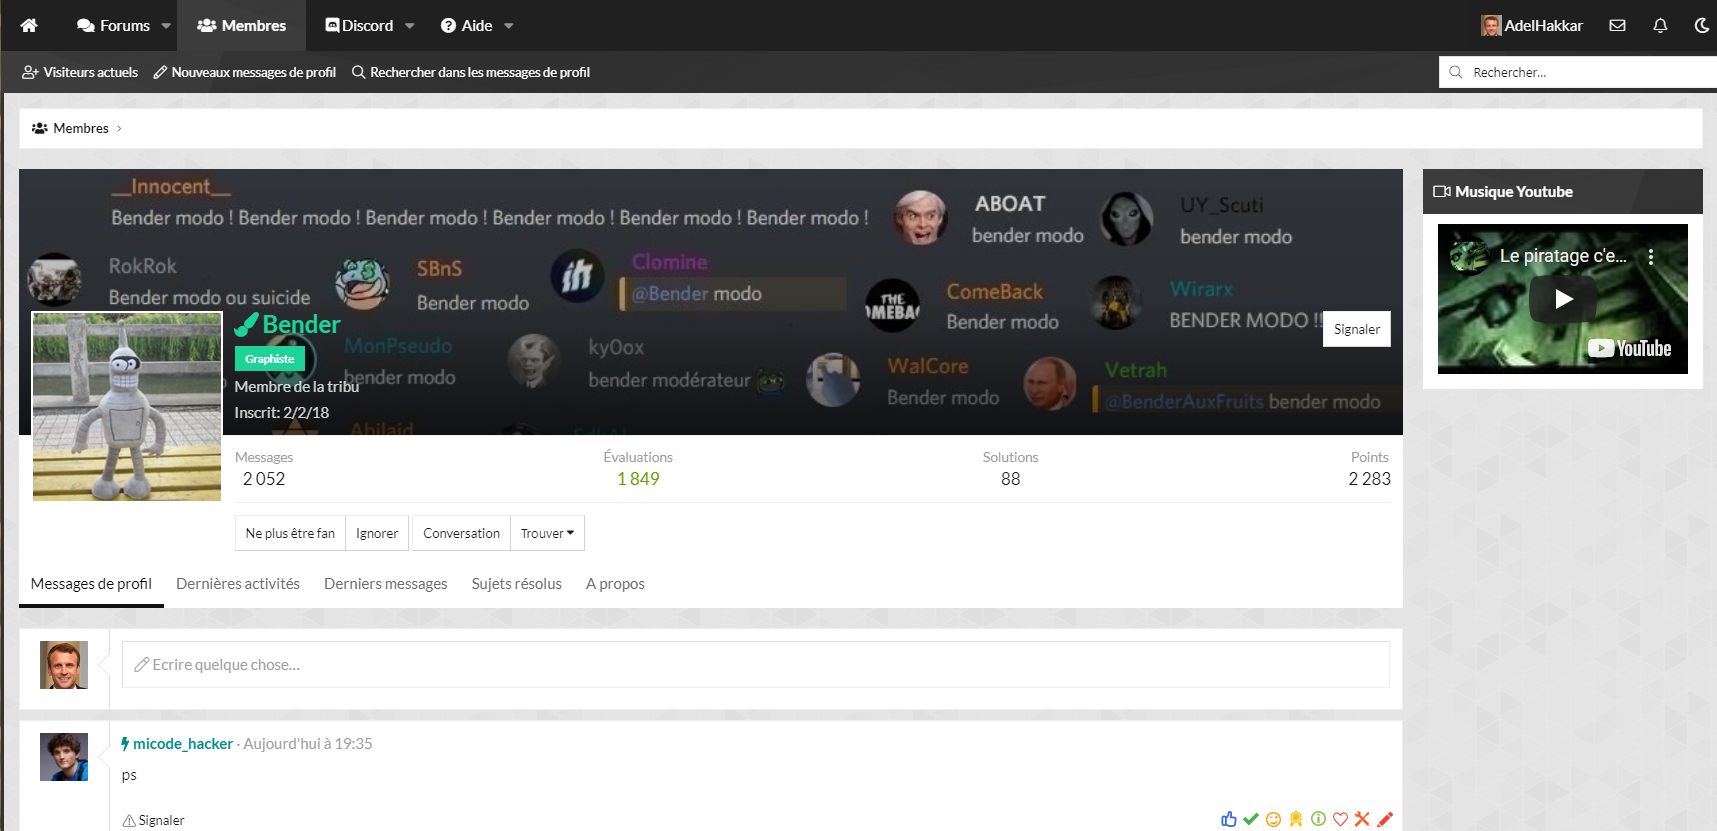 Forums
Membres
Discord
Aide
AdelHakkar
Visiteurs actuels
Nouveaux messages de profil
Rechercher dans les messages de profil
Rechercher...
Membres
__Innocent__
Bender modo ! Bender modo ! Bender modo ! Bender modo ! Bender modo ! Bender modo !
ABOAT
bender modo
UY_Scuti
bender modo
RokRok
Bender modo ou suicide
SBnS
Bender modo
Clomine
@Bender modo
THE
OMEBA
ComeBack
Bender modo
Wirarx
BENDER MODO !!
Signaler
Bender
Graphiste
Membre de la tribu
Inscrit: 2/2/18
MonPseudo
bender modo
kyOox
bender modérateur
WalCore
Bender modo
Vetrah
@BenderAuxFruits bender modo
Abilaid
Musique Youtube
Le piratage c'e...
YouTube
Messages
2 052
Évaluations
1 849
Solutions
88
Points
2 283
Ne plus être fan
Ignorer
Conversation
Trouver
Messages de profil
Dernières activités
Derniers messages
Sujets résolus
A propos
Ecrire quelque chose...
micode_hacker · Aujourd'hui à 19:35
ps
Signaler